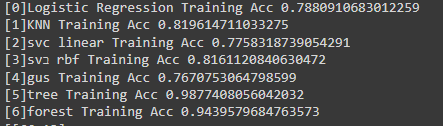 [0]Logistic Regression Training Acc 0.7880910683012259
[1]KNN Training Acc 0.819614711033275
[2]svc linear Training Acc 0.7758318739054291
[3]svכ rbf Training Acc 0.8161120840630472
[4]gus Training Acc 0.7670753064798599
[5]tree Training Acc 0.9877408056042032
[6]forest Training Acc 0.9439579684763573